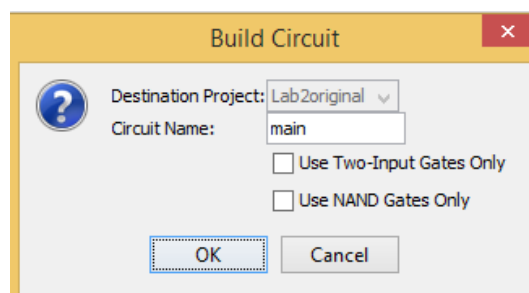 Build Circuit
Destination Project: Lab2original
Circuit Name: main
Use Two-Input Gates Only
Use NAND Gates Only
OK Cancel